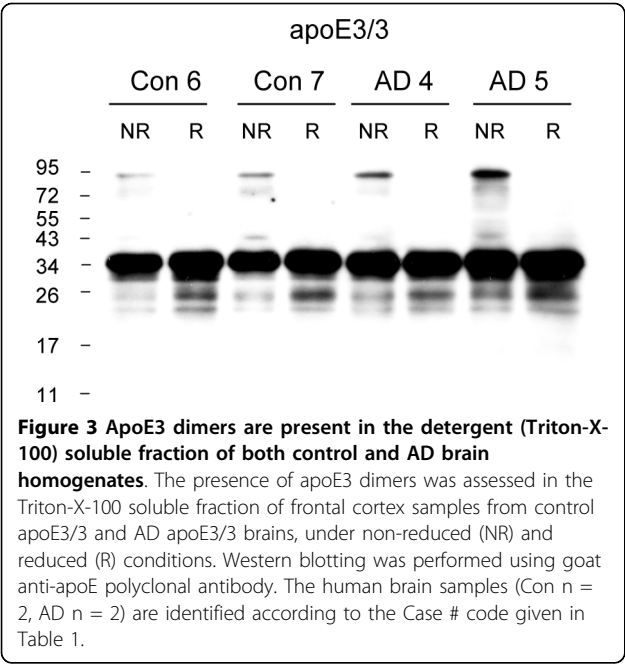 apoE3/3
Con 6 Con 7 AD 4 AD 5
NR R NR R NR R NR R
95
72
55
43
34
26
17
11
Figure 3 ApoE3 dimers are present in the detergent (Triton-X-
100) soluble fraction of both control and AD brain
homogenates. The presence of apoE3 dimers was assessed in the
Triton-X-100 soluble fraction of frontal cortex samples from control
apoE3/3 and AD apoE3/3 brains, under non-reduced (NR) and
reduced (R) conditions. Western blotting was performed using goat
anti-apoE polyclonal antibody. The human brain samples (Con n =
2, AD n = 2) are identified according to the Case # code given in
Table 1.